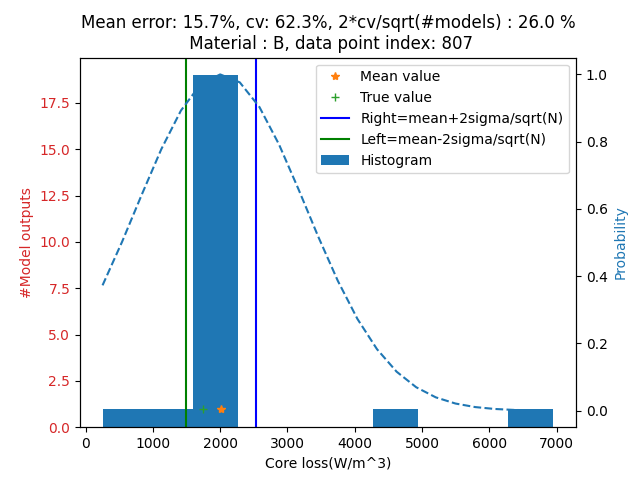 Mean error: 15.7%, cv: 62.3%, 2*cv/sqrt(#models) : 26.0 %
Material : B, data point index: 807
Mean value
True value
Right=mean+2sigma/sqrt(N)
Left=mean-2sigma/sqrt(N)
Histogram
#Model outputs
17.5
15.0
12.5
10.0
7.5
5.0
2.5
0.0
1.0
0.8
0.6
0.4
0.2
0.0
Probability
0 1000 2000 3000 4000 5000 6000 7000
Core loss(W/m^3)